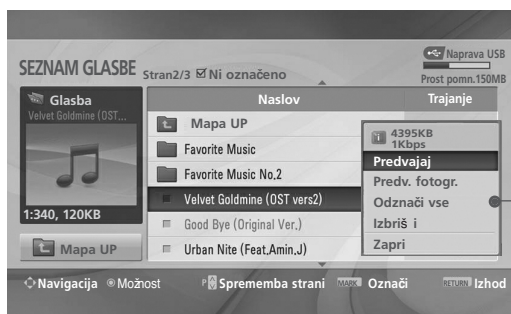 Naprava USB
SEZNAM GLASBE Stran2/3 Ni označeno
Prost pomn.150MB
Glasba
Velvet Goldmine (OST...
1:340, 120KB
Mapa UP
Naslov Trajanje
Mapa UP
Favorite Music
Favorite Music No.2
Velvet Goldmine (OST vers2)
Good Bye (Original Ver.)
Urban Nite (Feat.Amin.J)
4395KB
1Kbps
Predvajaj
Predv. fotogr.
Odznači vse
Izbriš i
Zapri
Navigacija Možnost P Sprememba strani MARK Označi RETURN Izhod